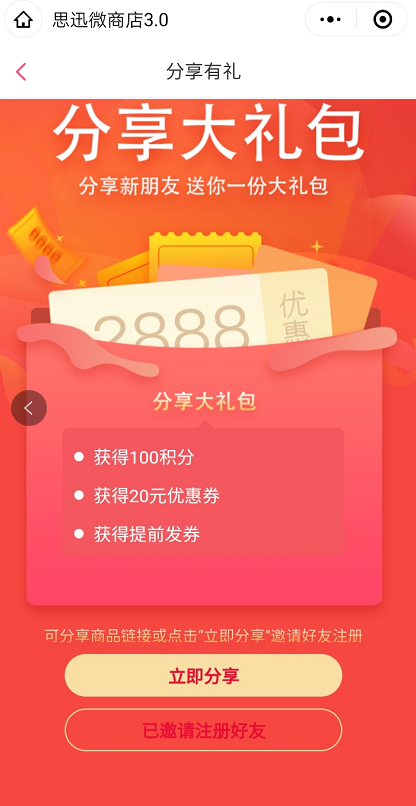 思迅微商店3.0
分享有礼
分享大礼包
分享新朋友 送你一份大礼包
2888
优惠
分享大礼包
获得100积分
获得20元优惠券
获得提前发券
可分享商品链接或点击“立即分享”邀请好友注册
立即分享
已邀请注册好友